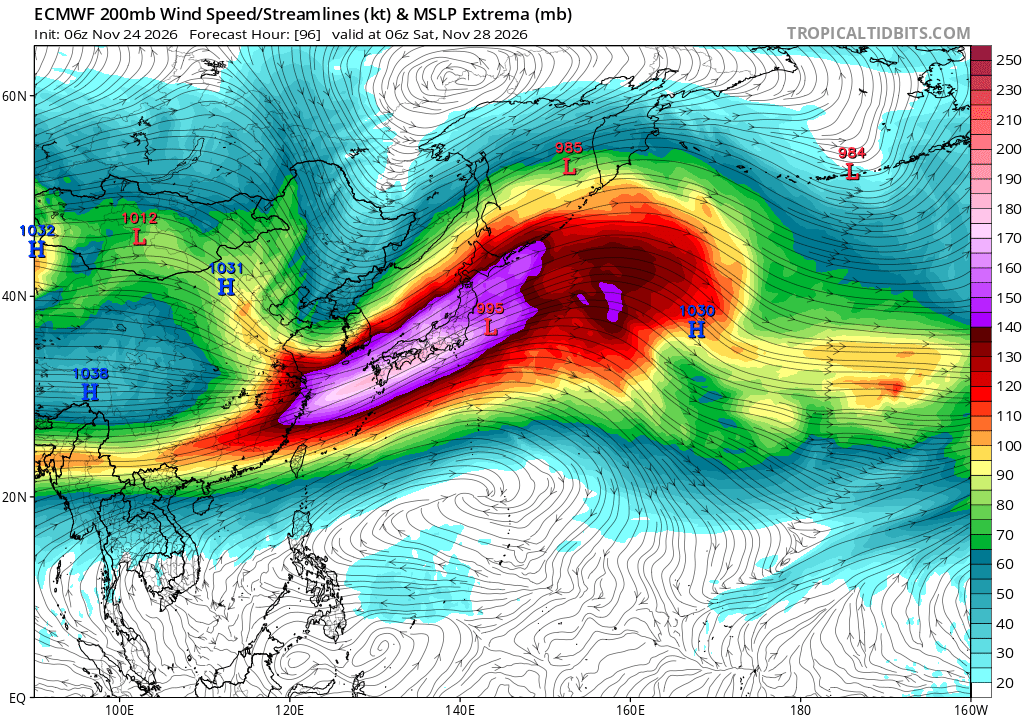 ECMWF 200mb Wind Speed/Streamlines (kt) & MSLP Extrema (mb)
Init: 06z Nov 24 2026   Forecast Hour: [96]   valid at 06z Sat, Nov 28 2026
TROPICALTIDBITS.COM
60N
40N
20N
EQ
100E
120E
140E
160E
180
160W
985
L
984
L
1012
L
1032
H
1031
H
995
L
1030
H
1038
H
250
230
210
200
190
180
170
160
150
140
130
120
110
100
90
80
70
60
50
40
30
20